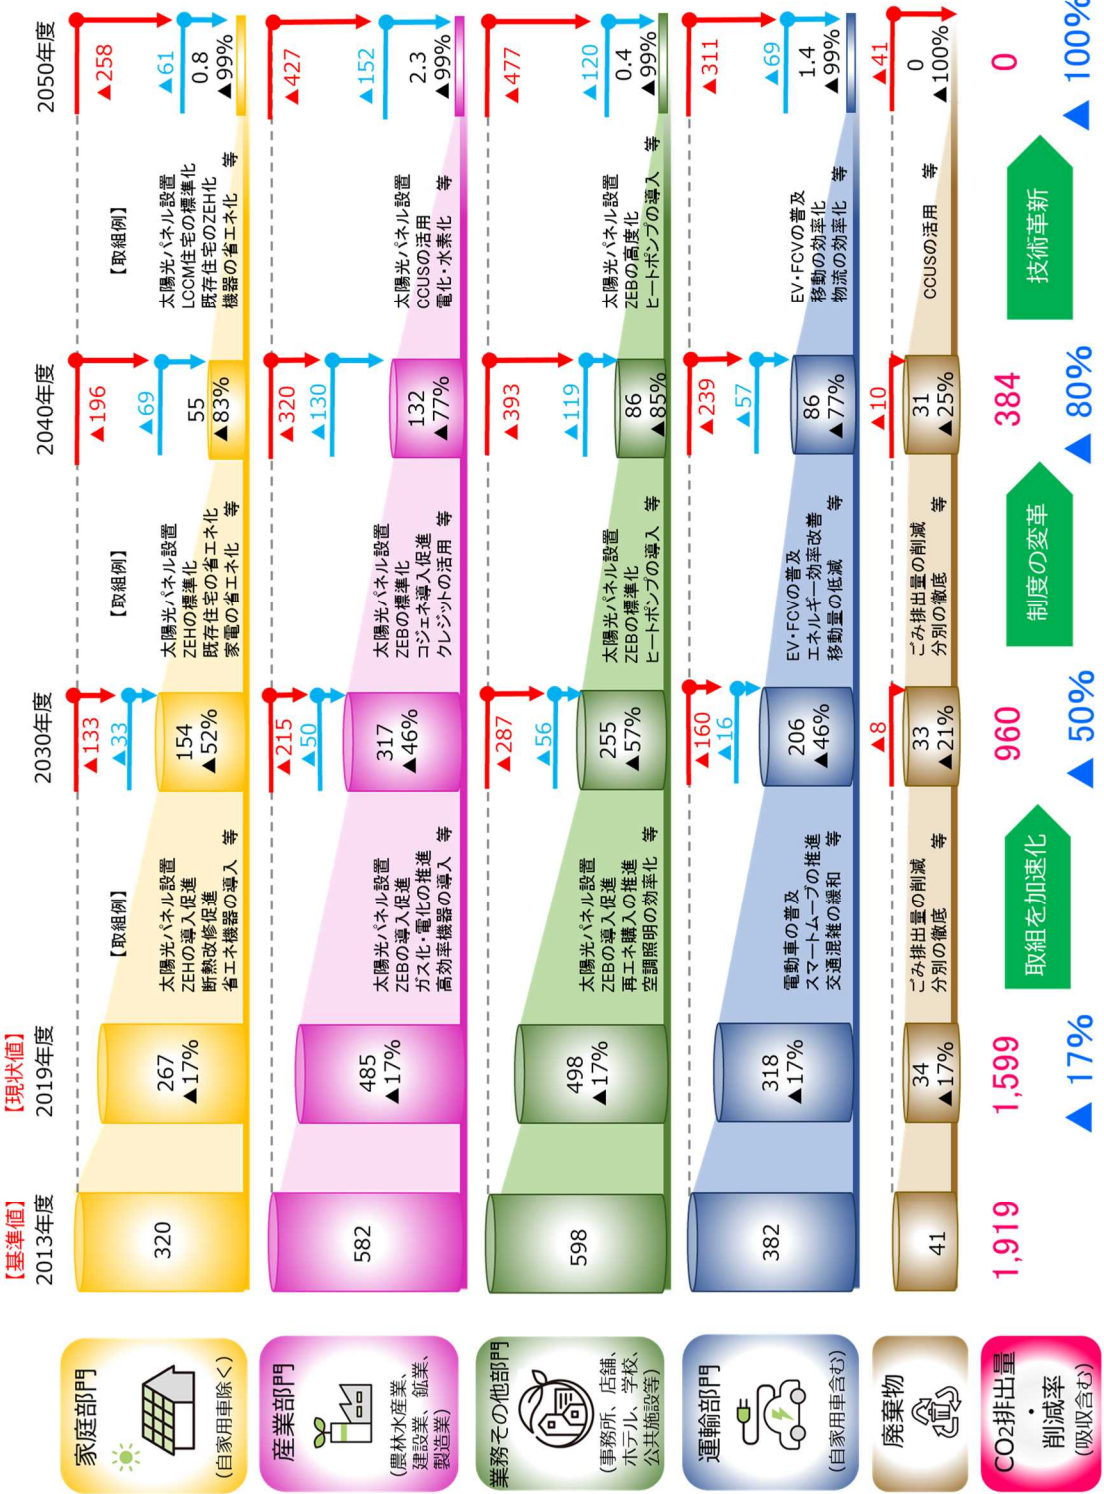 【基準値】
【現状値】
2013年度
2019年度
2030年度
2040年度
2050年度
家庭部門
(自家用車除く)
320
267
▲17%
【取組例】
太陽光パネル設置
ZEHの導入促進
断熱改修促進
省エネ機器の導入 等
▲133
▲33
154
▲52%
【取組例】
太陽光パネル設置
ZEHの標準化
既存住宅の省エネ化
家電の省エネ化 等
▲196
▲69
55
▲83%
【取組例】
太陽光パネル設置
LCCM住宅の標準化
既存住宅のZEH化
機器の省エネ化 等
▲258
▲61
0.8
▲99%
産業部門
(農林水産業、
建設業、鉱業、
製造業)
582
485
▲17%
太陽光パネル設置
ZEBの導入促進
ガス化・電化の推進
高効率機器の導入 等
▲215
▲50
317
▲46%
太陽光パネル設置
ZEBの標準化
コジェネ導入促進
クレジットの活用 等
▲320
▲130
132
▲77%
太陽光パネル設置
CCUSの活用
電化・水素化 等
▲427
▲152
2.3
▲99%
業務その他部門
(事務所、店舗、
ホテル、学校、
公共施設等)
598
498
▲17%
太陽光パネル設置
ZEBの導入促進
再エネ購入の推進
空調照明の効率化 等
▲287
▲56
255
▲57%
太陽光パネル設置
ZEBの標準化
ヒートポンプの導入 等
▲393
▲119
86
▲85%
太陽光パネル設置
ZEBの高度化
ヒートポンプの導入 等
▲477
▲120
0.4
▲99%
運輸部門
(自家用車含む)
382
318
▲17%
電動車の普及
スマートムーブの推進
交通混雑の緩和 等
▲160
▲16
206
▲46%
EV・FCVの普及
エネルギー効率改善
移動量の低減 等
▲239
▲57
86
▲77%
EV・FCVの普及
移動の効率化
物流の効率化 等
▲311
▲69
1.4
▲99%
廃棄物
41
34
▲17%
ごみ排出量の削減
分別の徹底 等
▲8
33
▲21%
ごみ排出量の削減
分別の徹底 等
▲10
31
▲25%
CCUSの活用 等
▲41
0
▲100%
CO2排出量
・
削減率
(吸収含む)
1,919
1,599
▲17%
取組を加速化
960
▲50%
制度の変革
384
▲80%
技術革新
0
▲100%